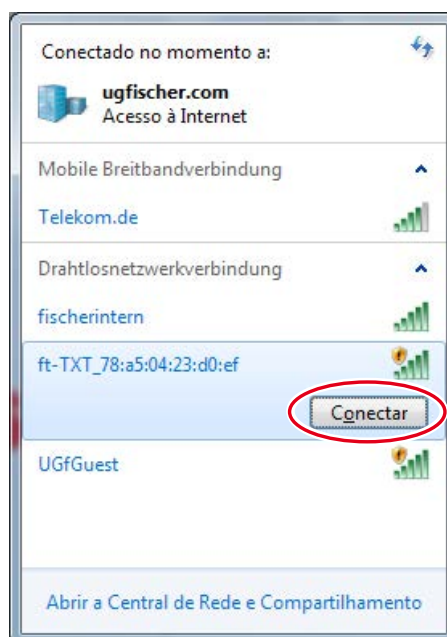 Conectado no momento a:
ugfischer.com
Acesso à Internet
Mobile Breitbandverbindung
Telekom.de
Drahtlosnetzwerkverbindung
fischerintern
ft-TXT_78:a5:04:23:d0:ef
Conectar
UGfGuest
Abrir a Central de Rede e Compartilhamento